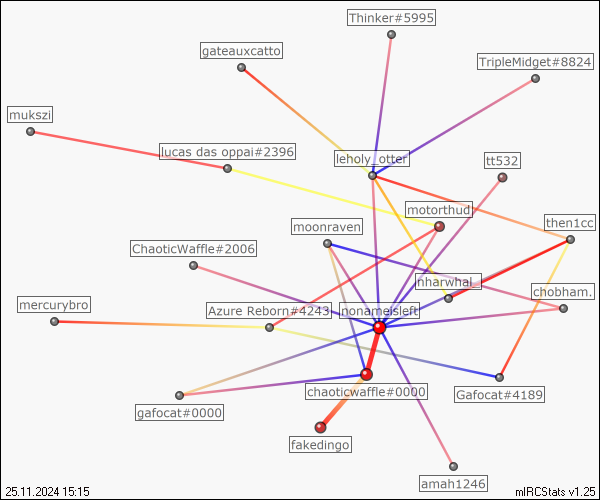 Thinker#5995
gateauxcatto
TripleMidget#8824
mukszi
lucas das oppai#2396
leholy_otter
tt532
motorthud_
moonraven
then1cc
ChaoticWaffle#2006
nharwhal_
chobham.
mercurybro
Azure Reborn#4243
nonameisleft
chaoticwaffle#0000
Gafocat#4189
gafocat#0000
fakedingo
amah1246
25.11.2024 15:15
mIRCStats v1.25